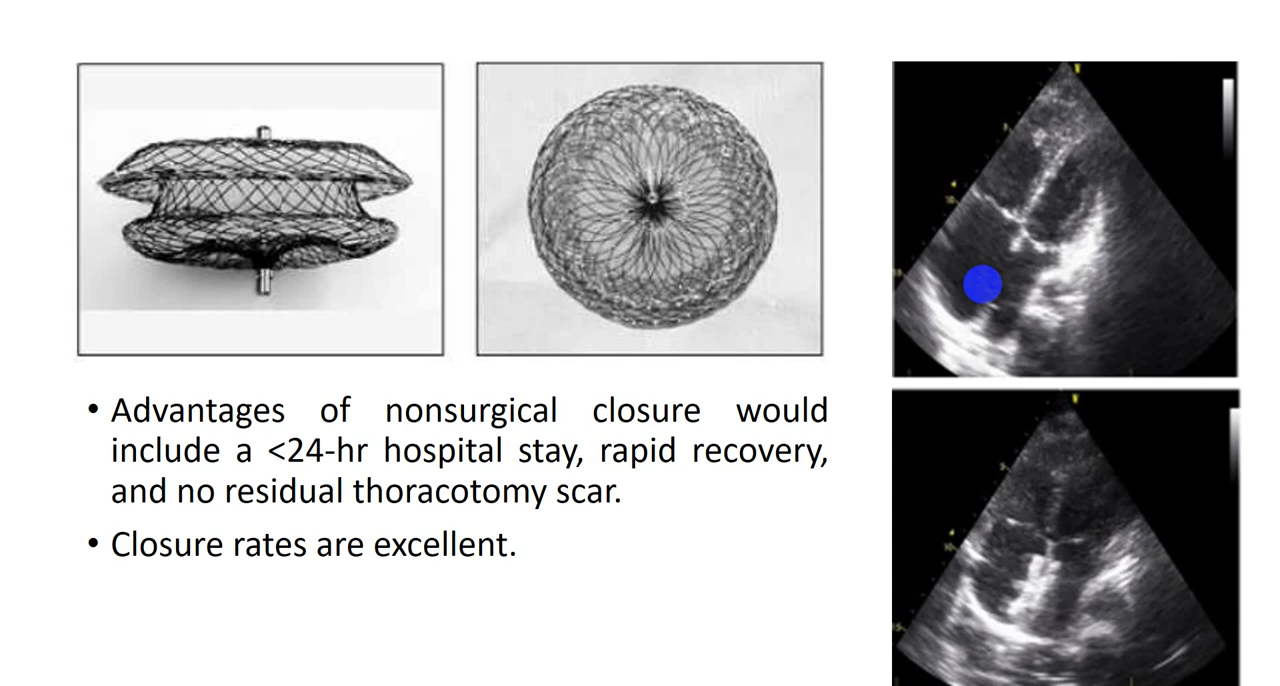 • Advantages of nonsurgical closure would
include a <24-hr hospital stay, rapid recovery,
and no residual thoracotomy scar.
• Closure rates are excellent.